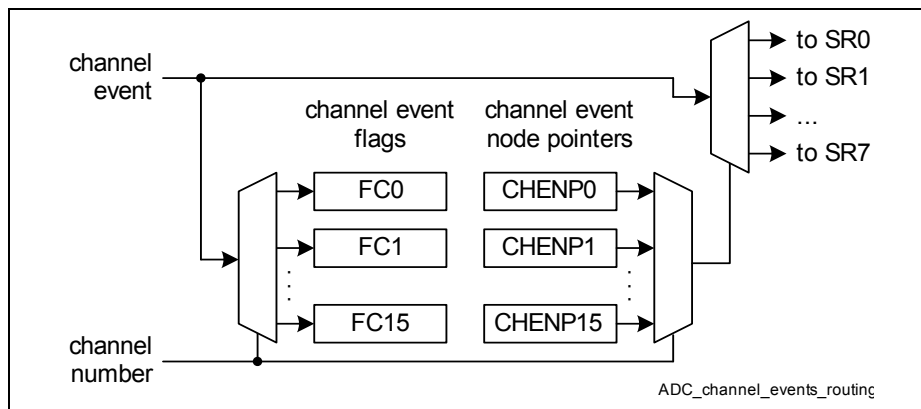 channel
event
to SR0
to SR1
...
to SR7
channel event
flags
channel event
node pointers
FC0
CHENP0
FC1
CHENP1
FC15
CHENP15
channel
number
ADC_channel_events_routing